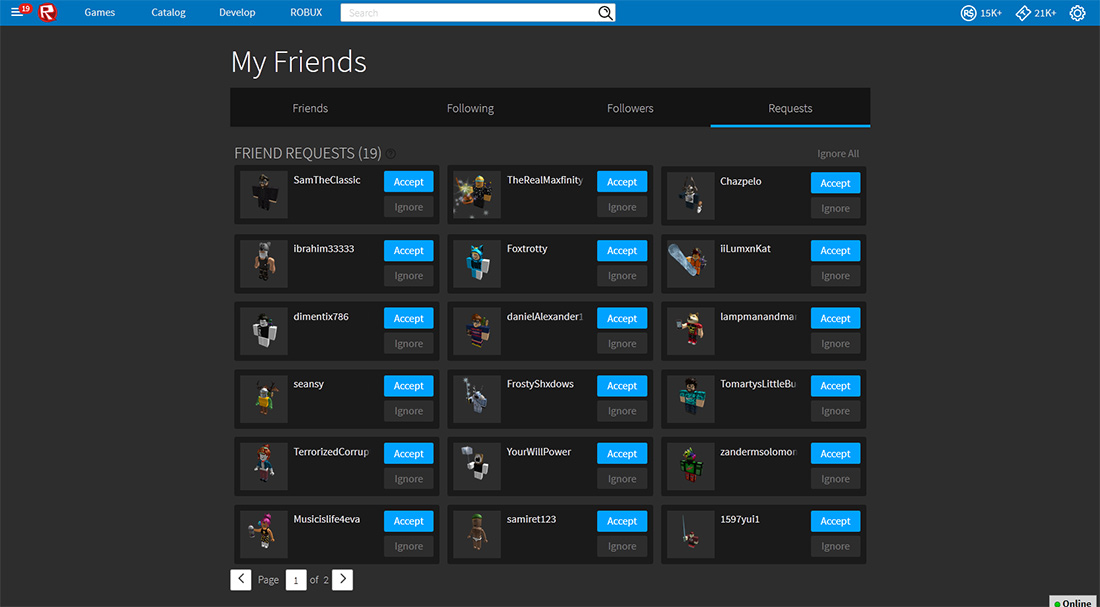 19 R Games Catalog Develop ROBUX Search R$ 15K+ 21K+
My Friends
Friends Following Followers Requests
FRIEND REQUESTS (19) Ignore All
SamTheClassic Accept TheRealMaxfinity Accept Chazpelo Accept
Ignore Ignore Ignore
ibrahim33333 Accept Foxtrotty Accept iiLumxnKat Accept
Ignore Ignore Ignore
dimentix786 Accept danielAlexander1 Accept lampmanandma Accept
Ignore Ignore Ignore
seansy Accept FrostyShxdows Accept TomartysLittleBu Accept
Ignore Ignore Ignore
TerrorizedCorrup Accept YourWillPower Accept zandermsolomon Accept
Ignore Ignore Ignore
Musicislife4eva Accept samiret123 Accept 1597yui1 Accept
Ignore Ignore Ignore
Page 1 of 2
Online